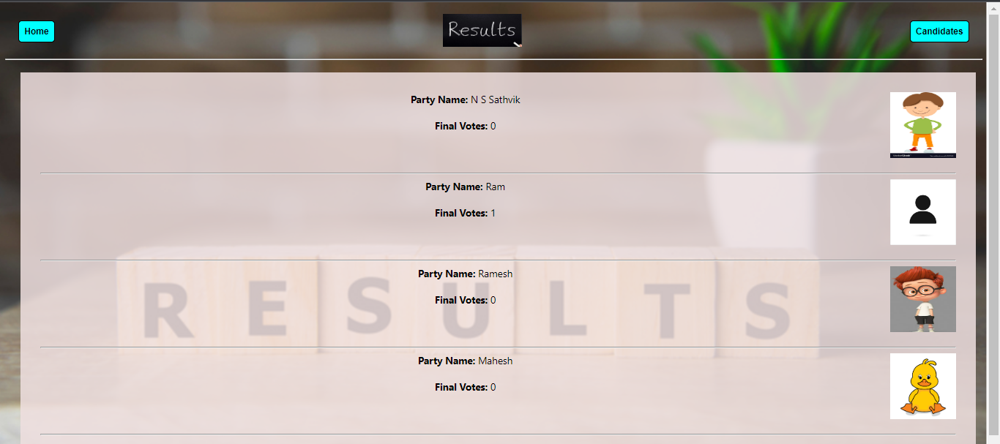 Home
Results
Candidates
Party Name: N S Sathvik
Final Votes: 0
Party Name: Ram
Final Votes: 1
Party Name: Ramesh
Final Votes: 0
RESULTS
Party Name: Mahesh
Final Votes: 0